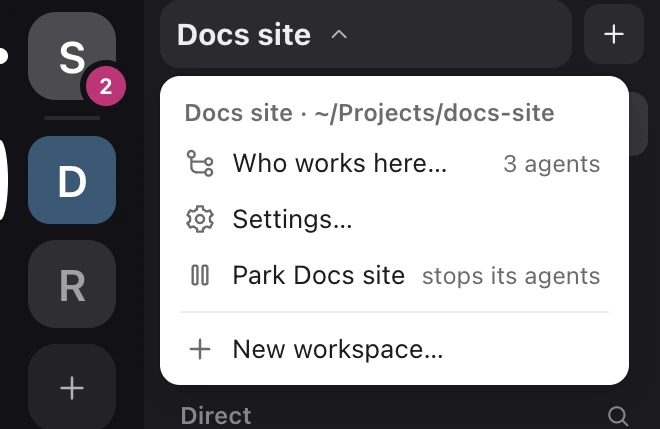 S
2
D
R
Docs site
Docs site · ~/Projects/docs-site
Who works here... 3 agents
Settings...
Park Docs site stops its agents
New workspace...
Direct